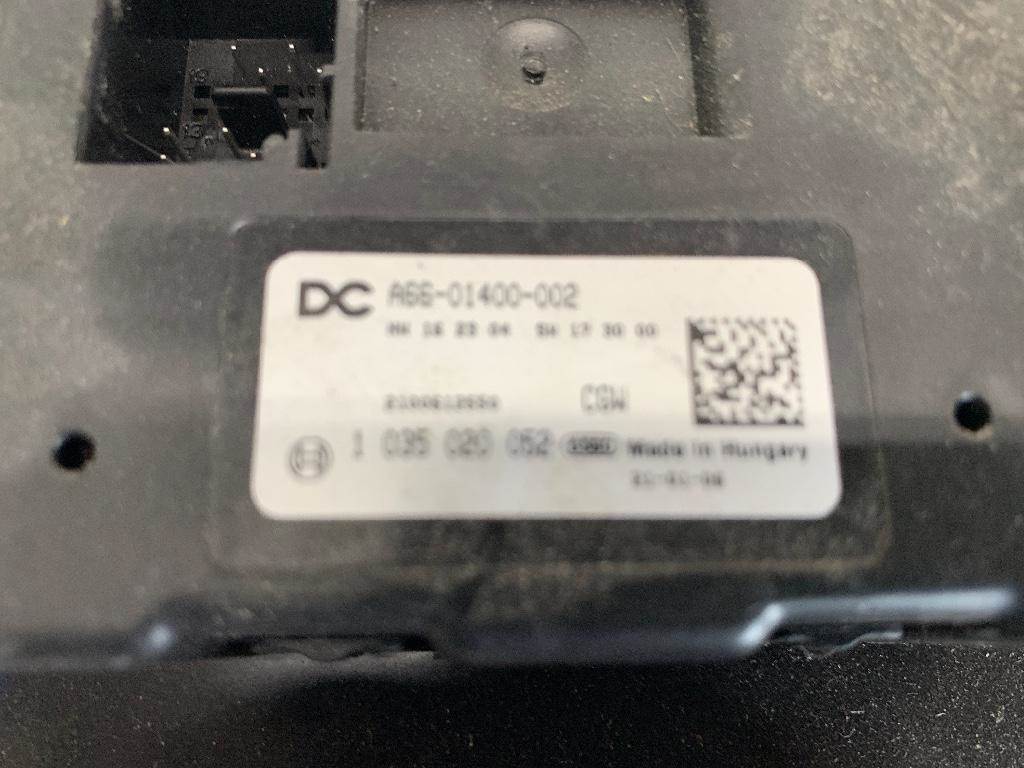 DC A66-01400-002
HW 16 23 04 SW 17 30 00
CGW
1 035 020 052 Made in Hungary